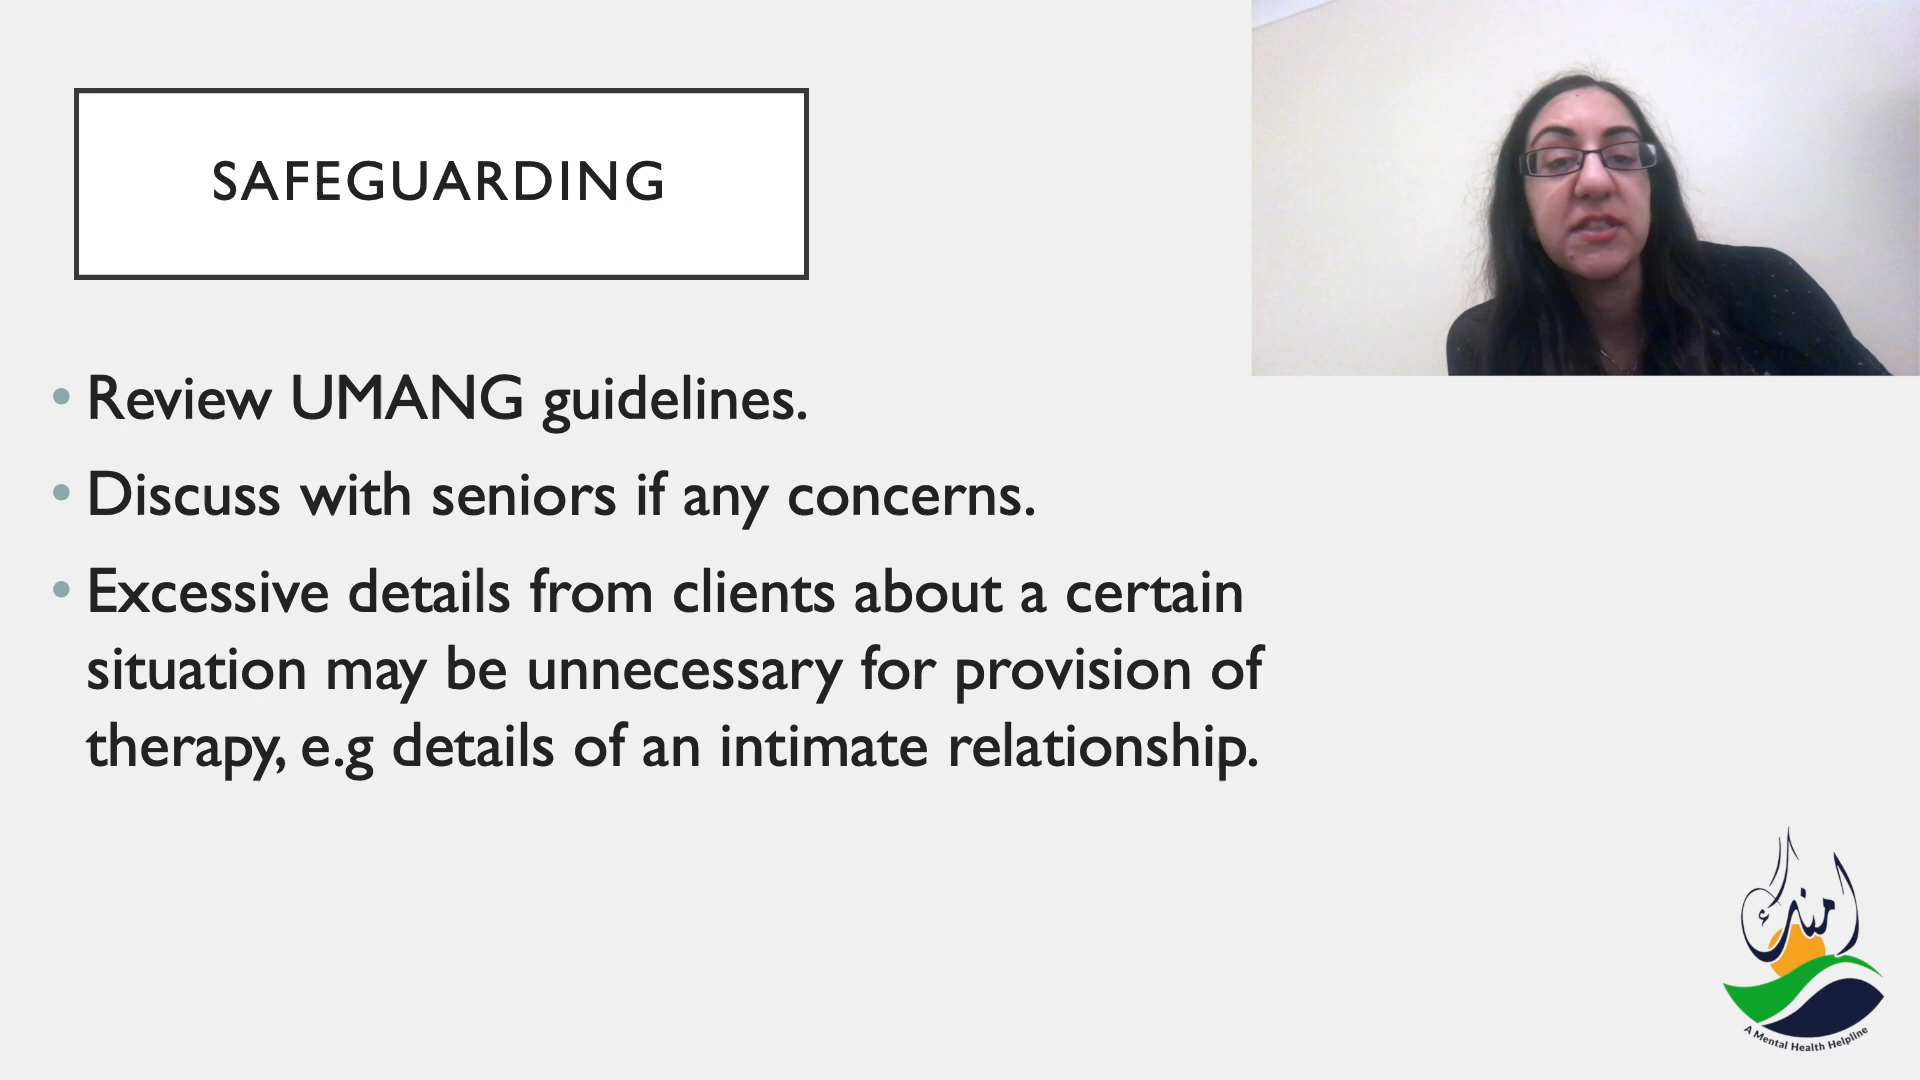 SAFEGUARDING
• Review UMANG guidelines.
• Discuss with seniors if any concerns.
• Excessive details from clients about a certain
situation may be unnecessary for provision of
therapy, e.g details of an intimate relationship.
امنگ
A Mental Health Helpline